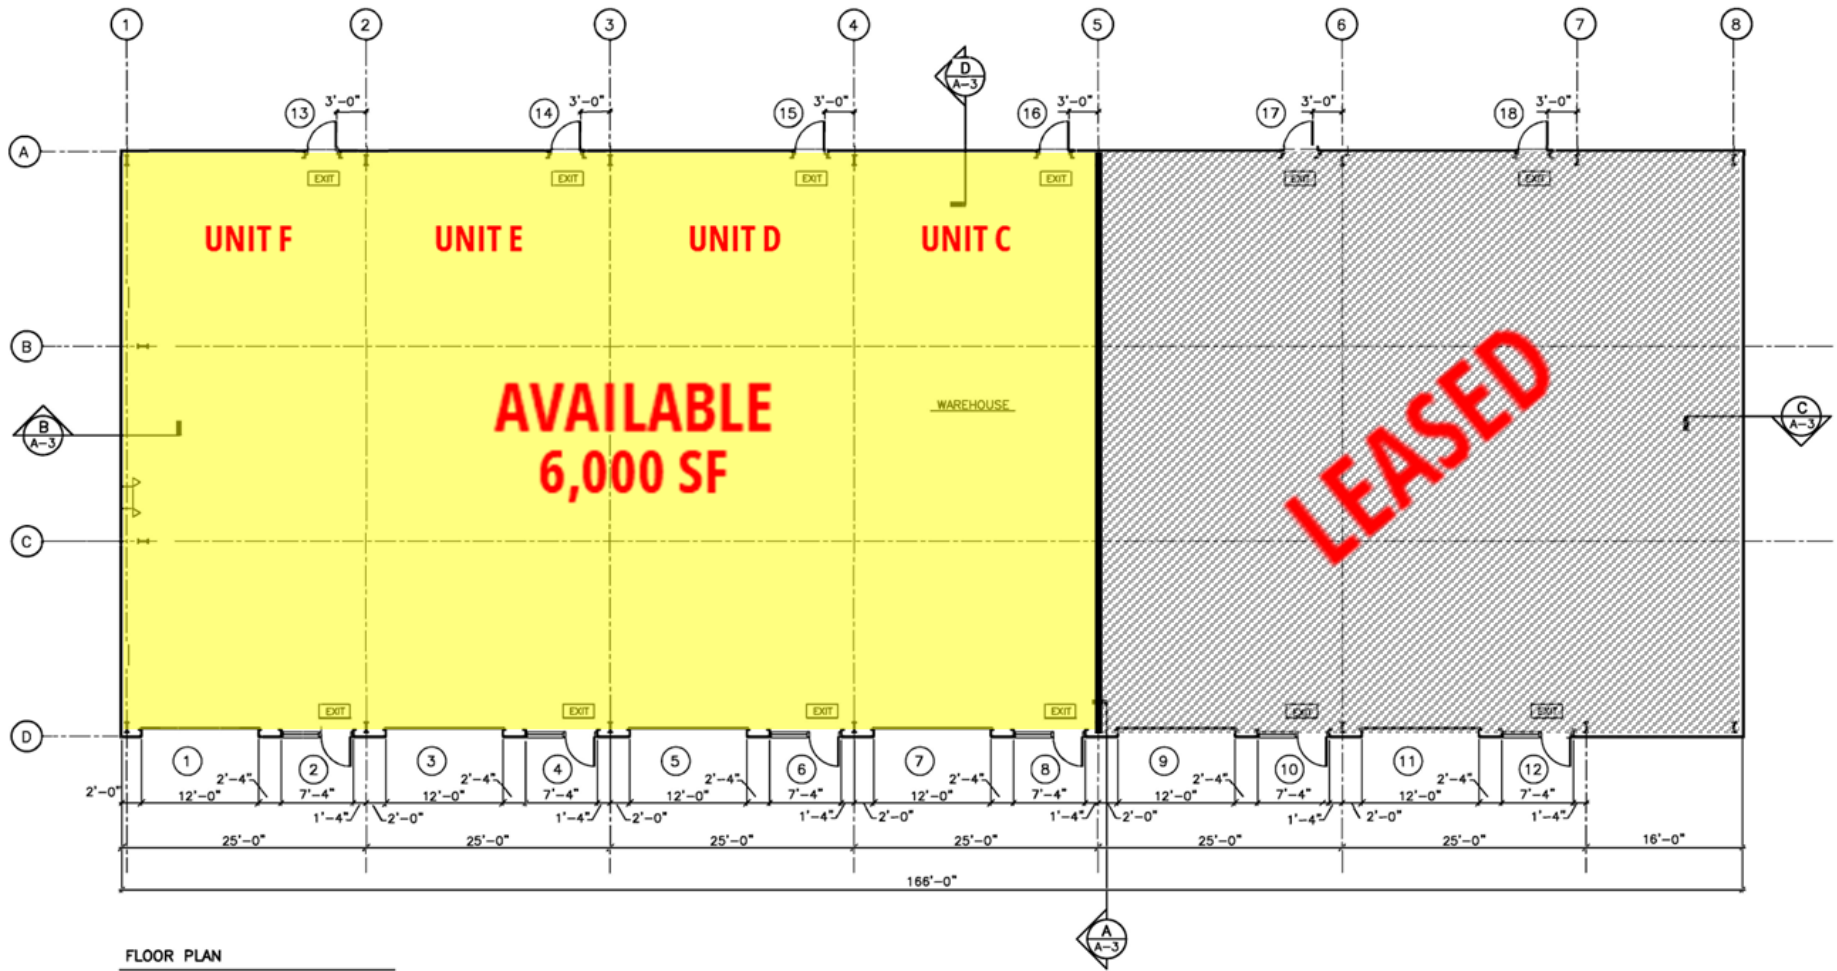 1 2 3 4 5 6 7 8
D
A-3
13 3'-0" 14 3'-0" 15 3'-0" 16 3'-0" 17 3'-0" 18 3'-0"
A
EXIT EXIT EXIT EXIT EXIT EXIT
UNIT F UNIT E UNIT D UNIT C
B
AVAILABLE
6,000 SF
WAREHOUSE
LEASED
B
A-3
C
A-3
C
EXIT EXIT EXIT EXIT EXIT EXIT
D
1 2 3 4 5 6 7 8 9 10 11 12
2'-4" 2'-4" 2'-4" 2'-4" 2'-4" 2'-4"
2'-0" 12'-0" 7'-4" 12'-0" 7'-4" 12'-0" 7'-4" 12'-0" 7'-4" 12'-0" 7'-4" 12'-0" 7'-4"
1'-4" 2'-0" 1'-4" 2'-0" 1'-4" 2'-0" 1'-4" 2'-0" 1'-4" 2'-0" 1'-4"
25'-0" 25'-0" 25'-0" 25'-0" 25'-0" 25'-0" 16'-0"
166'-0"
A
A-3
FLOOR PLAN